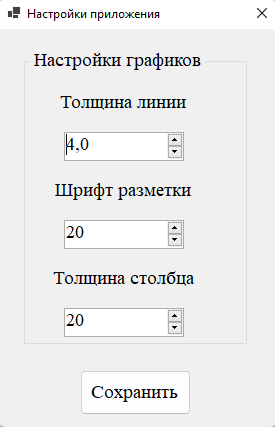 Настройки приложения
Настройки графиков
Толщина линии
4,0
Шрифт разметки
20
Толщина столбца
20
Сохранить